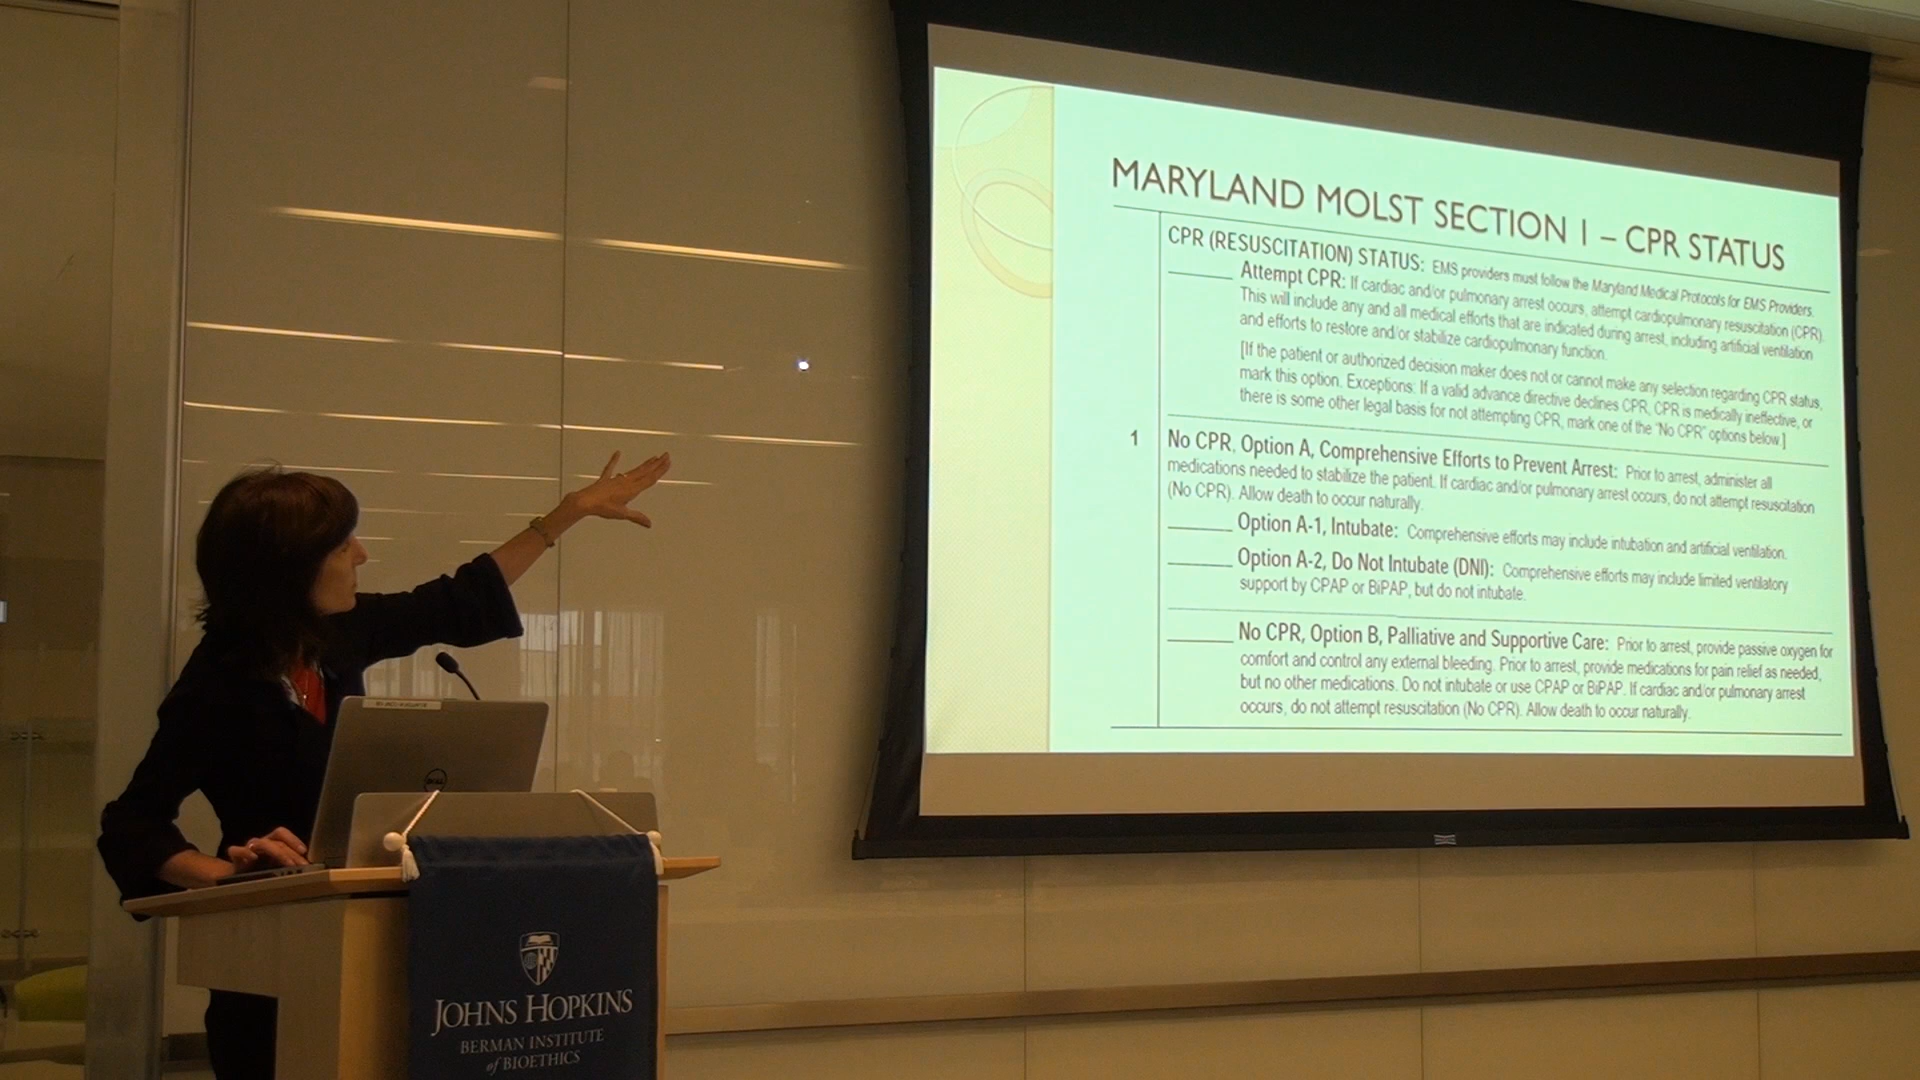 MARYLAND MOLST SECTION 1 – CPR STATUS
CPR (RESUSCITATION) STATUS: EMS providers must follow the Maryland Medical Protocols for EMS Providers.
Attempt CPR: If cardiac and/or pulmonary arrest occurs, attempt cardiopulmonary resuscitation (CPR).
This will include any and all medical efforts that are indicated during arrest, including artificial ventilation
and efforts to restore and/or stabilize cardiopulmonary function.
[If the patient or authorized decision maker does not or cannot make any selection regarding CPR status,
mark this option. Exceptions: If a valid advance directive declines CPR, CPR is medically ineffective, or
there is some other legal basis for not attempting CPR, mark one of the "No CPR" options below.]
1
No CPR, Option A, Comprehensive Efforts to Prevent Arrest: Prior to arrest, administer all
medications needed to stabilize the patient. If cardiac and/or pulmonary arrest occurs, do not attempt resuscitation
(No CPR). Allow death to occur naturally.
Option A-1, Intubate: Comprehensive efforts may include intubation and artificial ventilation.
Option A-2, Do Not Intubate (DNI): Comprehensive efforts may include limited ventilatory
support by CPAP or BiPAP, but do not intubate.
No CPR, Option B, Palliative and Supportive Care: Prior to arrest, provide passive oxygen for
comfort and control any external bleeding. Prior to arrest, provide medications for pain relief as needed,
but no other medications. Do not intubate or use CPAP or BiPAP. If cardiac and/or pulmonary arrest
occurs, do not attempt resuscitation (No CPR). Allow death to occur naturally.
DELL
JOHNS HOPKINS
BERMAN INSTITUTE
of BIOETHICS